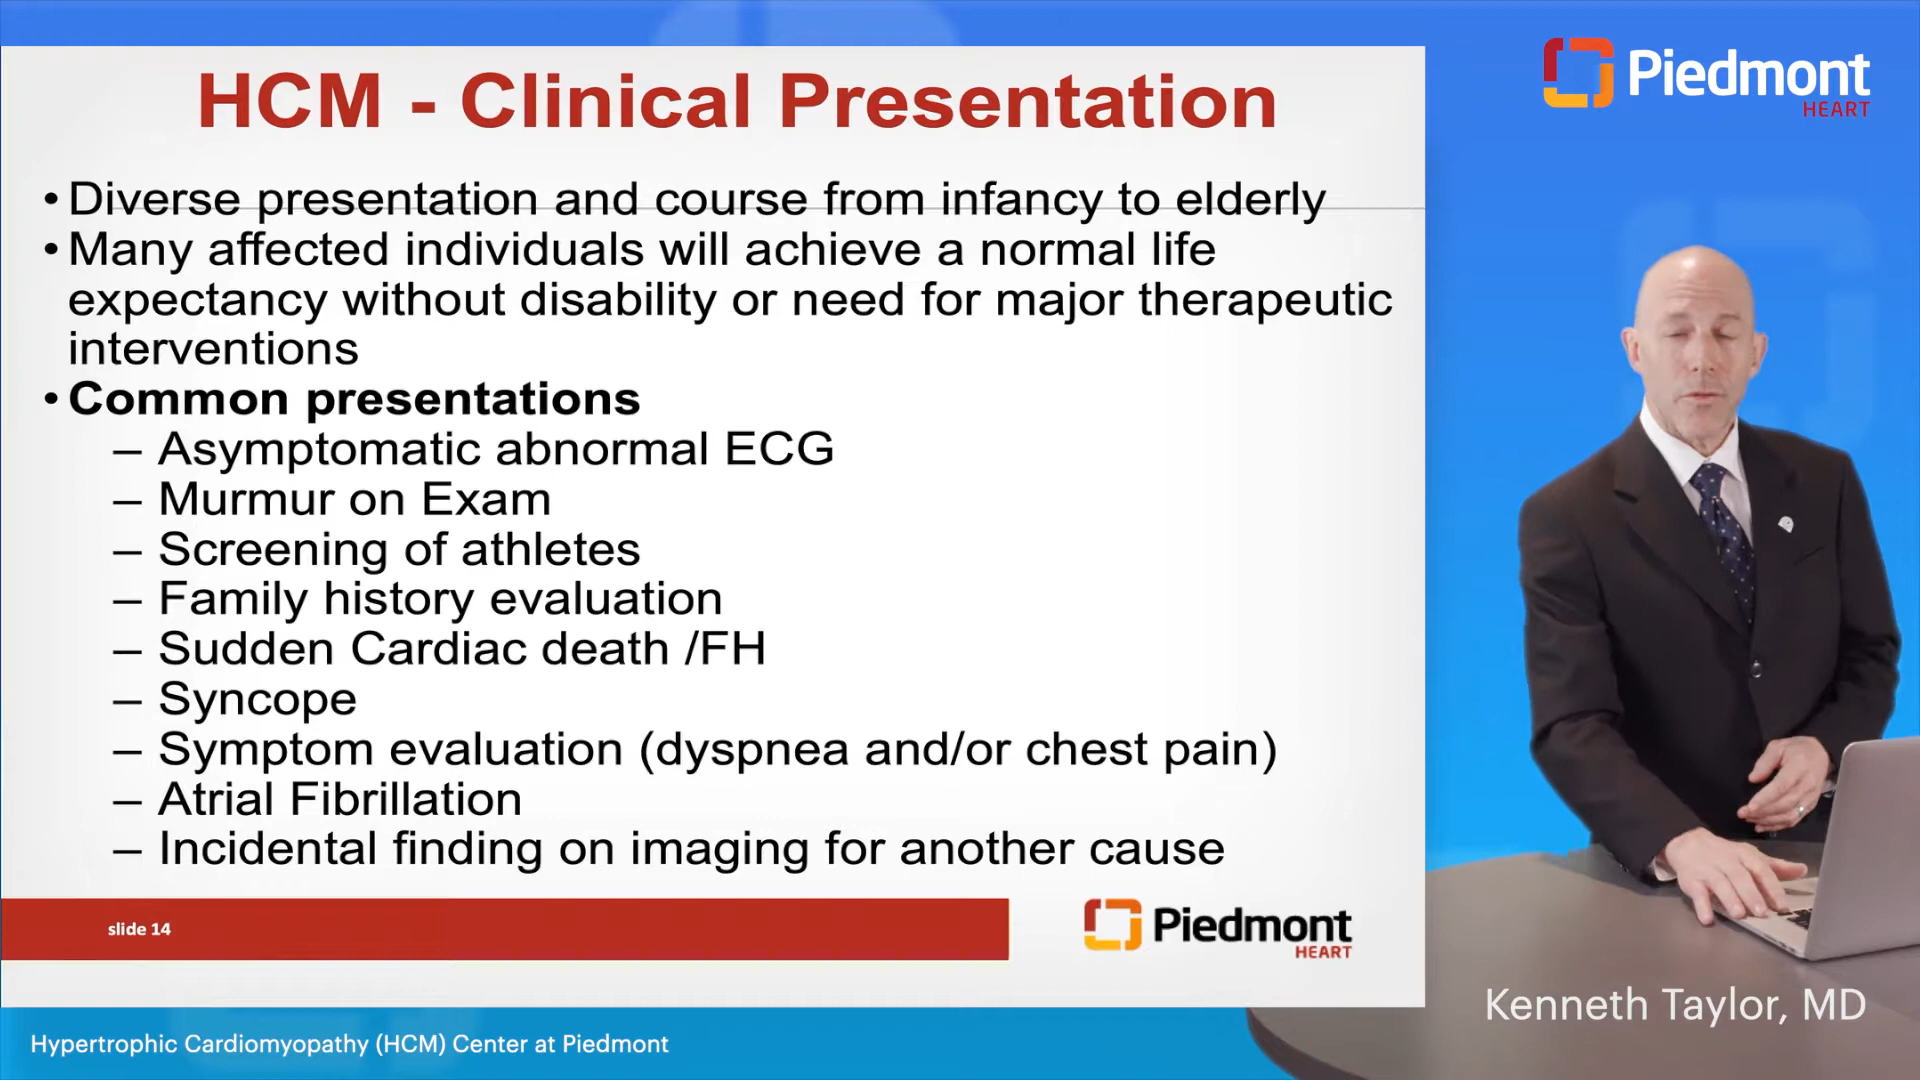 HCM - Clinical Presentation
• Diverse presentation and course from infancy to elderly
• Many affected individuals will achieve a normal life
expectancy without disability or need for major therapeutic
interventions
• Common presentations
– Asymptomatic abnormal ECG
– Murmur on Exam
– Screening of athletes
– Family history evaluation
– Sudden Cardiac death /FH
– Syncope
– Symptom evaluation (dyspnea and/or chest pain)
– Atrial Fibrillation
– Incidental finding on imaging for another cause
slide 14
Piedmont
HEART
Piedmont
HEART
Kenneth Taylor, MD
Hypertrophic Cardiomyopathy (HCM) Center at Piedmont